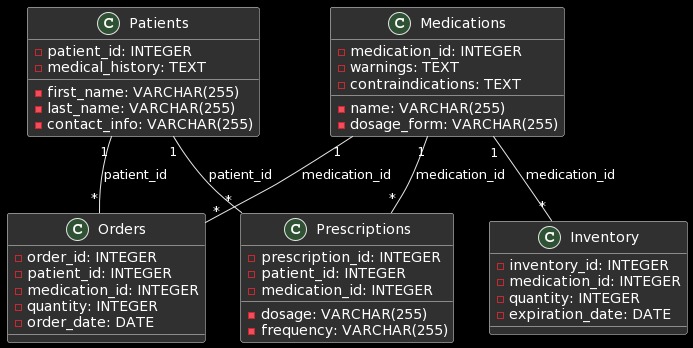 C Patients
patient_id: INTEGER
medical_history: TEXT
first_name: VARCHAR(255)
last_name: VARCHAR(255)
contact_info: VARCHAR(255)
C Medications
medication_id: INTEGER
warnings: TEXT
contraindications: TEXT
name: VARCHAR(255)
dosage_form: VARCHAR(255)
1
1
1
1
1
patient_id
patient_id
medication_id
medication_id
medication_id
*
*
*
*
*
C Orders
order_id: INTEGER
patient_id: INTEGER
medication_id: INTEGER
quantity: INTEGER
order_date: DATE
C Prescriptions
prescription_id: INTEGER
patient_id: INTEGER
medication_id: INTEGER
dosage: VARCHAR(255)
frequency: VARCHAR(255)
C Inventory
inventory_id: INTEGER
medication_id: INTEGER
quantity: INTEGER
expiration_date: DATE